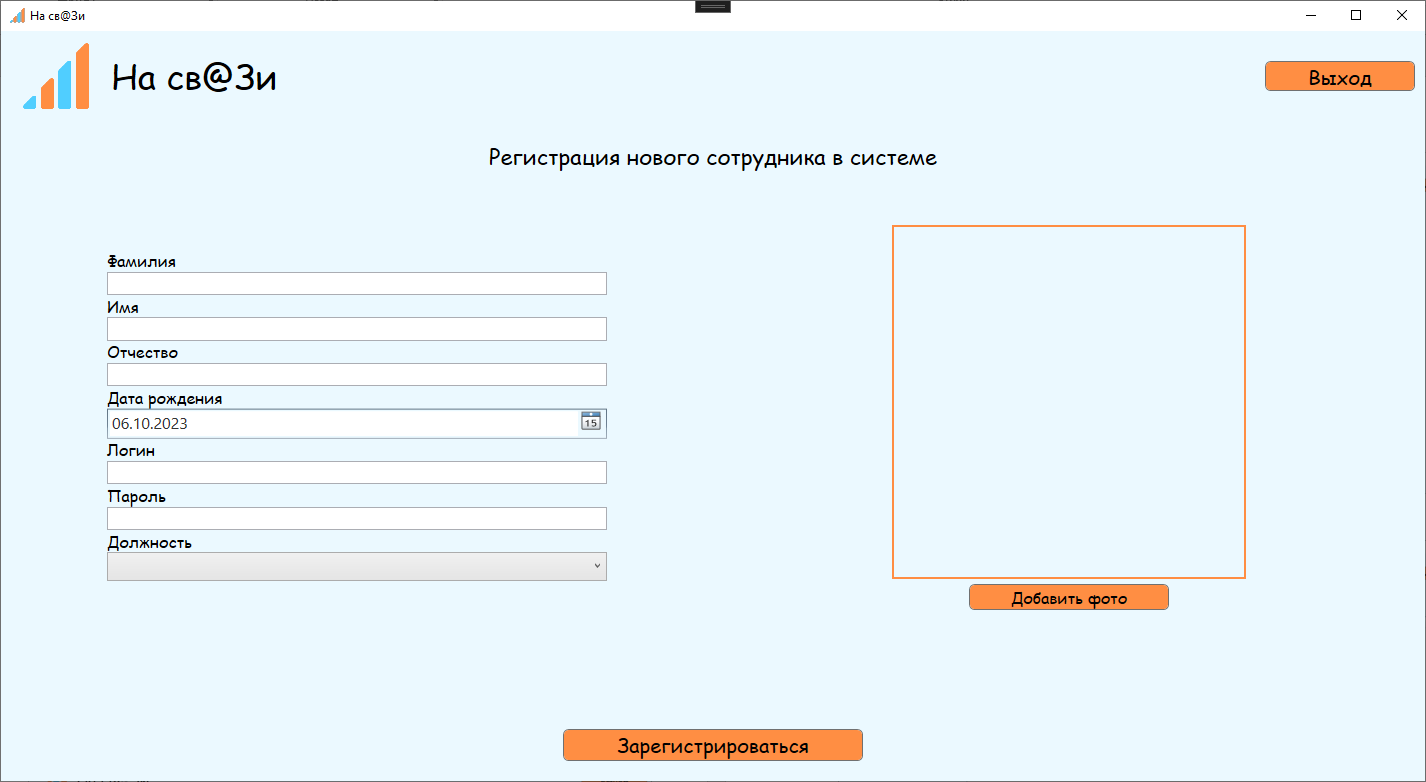 На св@Зи
На св@Зи
Выход
Регистрация нового сотрудника в системе
Фамилия
Имя
Отчество
Дата рождения
06.10.2023
15
Логин
Пароль
Должность
Добавить фото
Зарегистрироваться